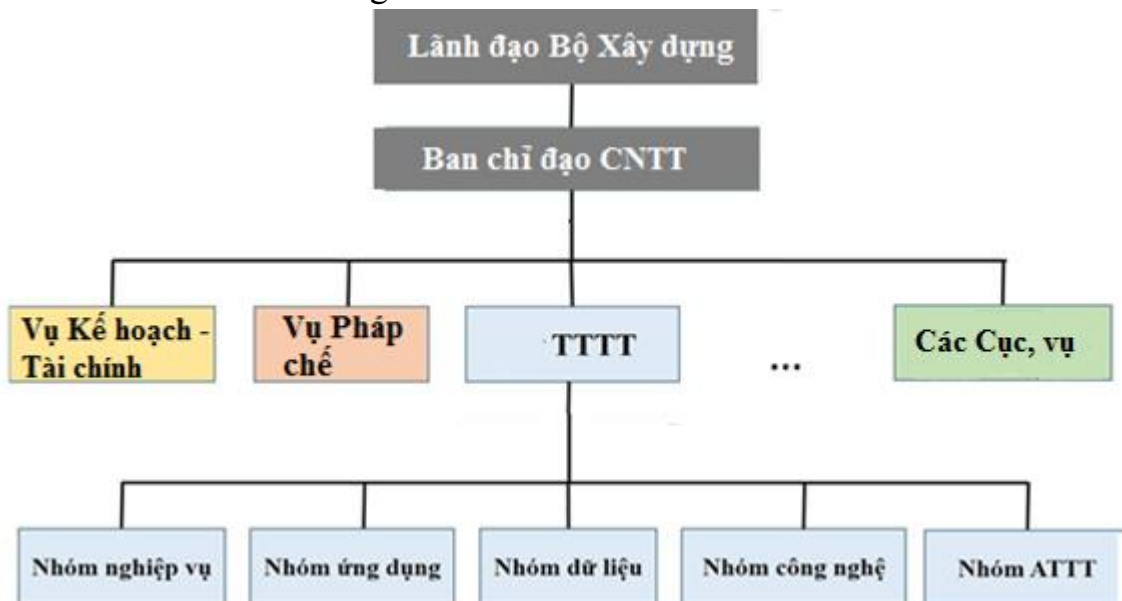 Lãnh đạo Bộ Xây dựng
Ban chỉ đạo CNTT
Vụ Kế hoạch -
Tài chính
Vụ Pháp
chế
TTTT
...
Các Cục, vụ
Nhóm nghiệp vụ
Nhóm ứng dụng
Nhóm dữ liệu
Nhóm công nghệ
Nhóm ATTT